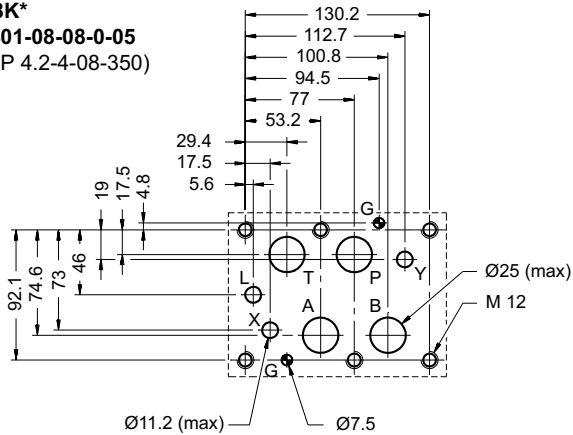 3K*
01-08-08-0-05
P 4.2-4-08-350)
130.2
112.7
100.8
94.5
77
53.2
29.4
17.5
5.6
19
17.5
4.8
G
92.1
74.6
73
46
T
P
Y
L
A
B
X
G
Ø25 (max)
M 12
Ø11.2 (max)
Ø7.5